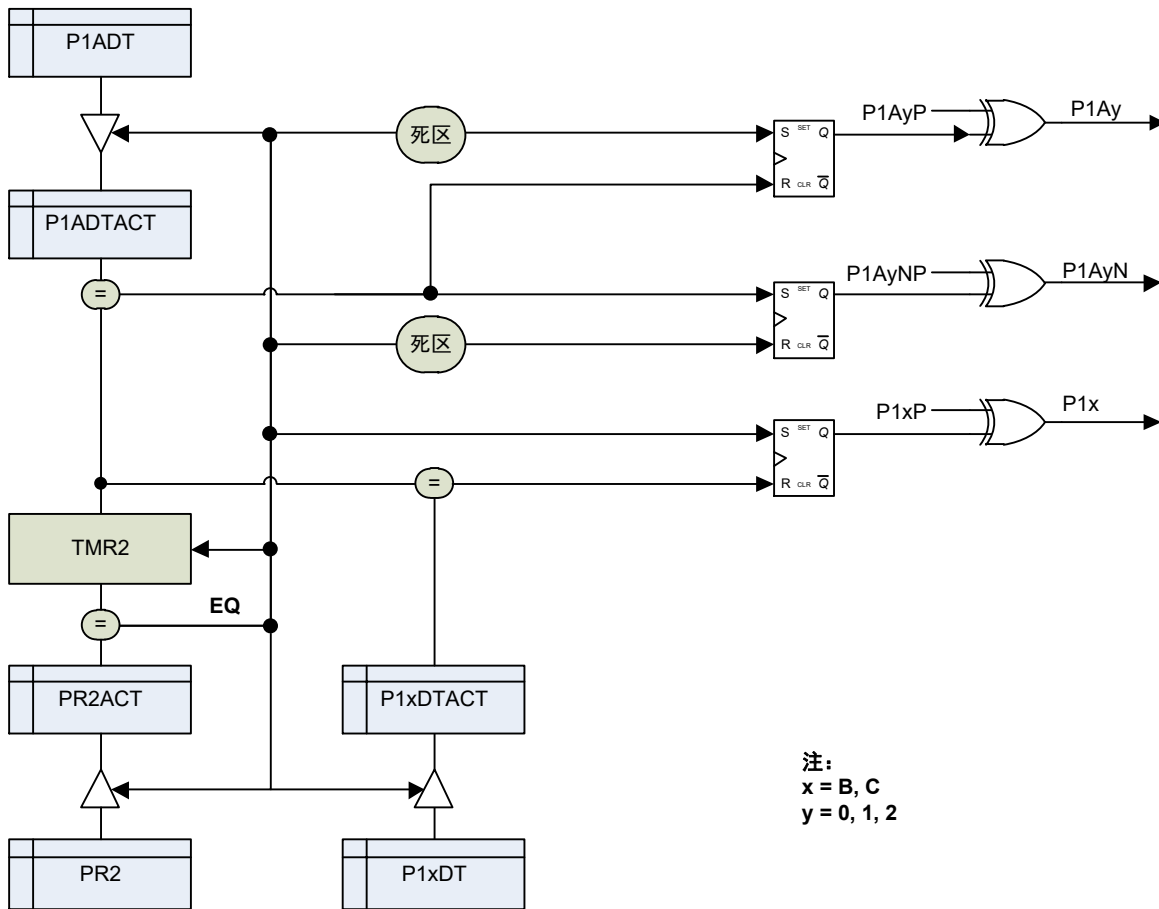 P1ADT
死区
S SET Q
R CLR Q
P1AyP
P1Ay
P1ADTACT
=
死区
S SET Q
R CLR Q
P1AyNP
P1AyN
S SET Q
R CLR Q
P1xP
P1x
=
TMR2
EQ
=
PR2ACT
P1xDTACT
PR2
P1xDT
注：
x = B, C
y = 0, 1, 2